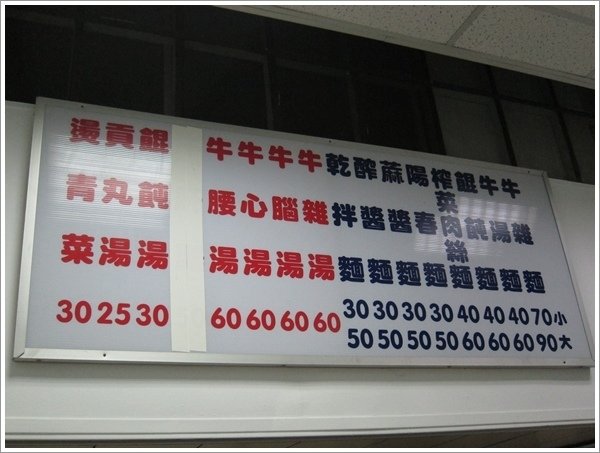 小 大
牛雜麵 70 90
牛湯麵 40 60
餛飩麵 40 60
榨菜肉絲麵 40 60
陽春麵 30 50
蔴醬麵 30 50
醡醬麵 30 50
乾拌麵 30 50
牛雜湯 60
牛腦湯 60
牛心湯 60
牛腰湯 60
餛飩湯 30
貢丸湯 25
燙青菜 30